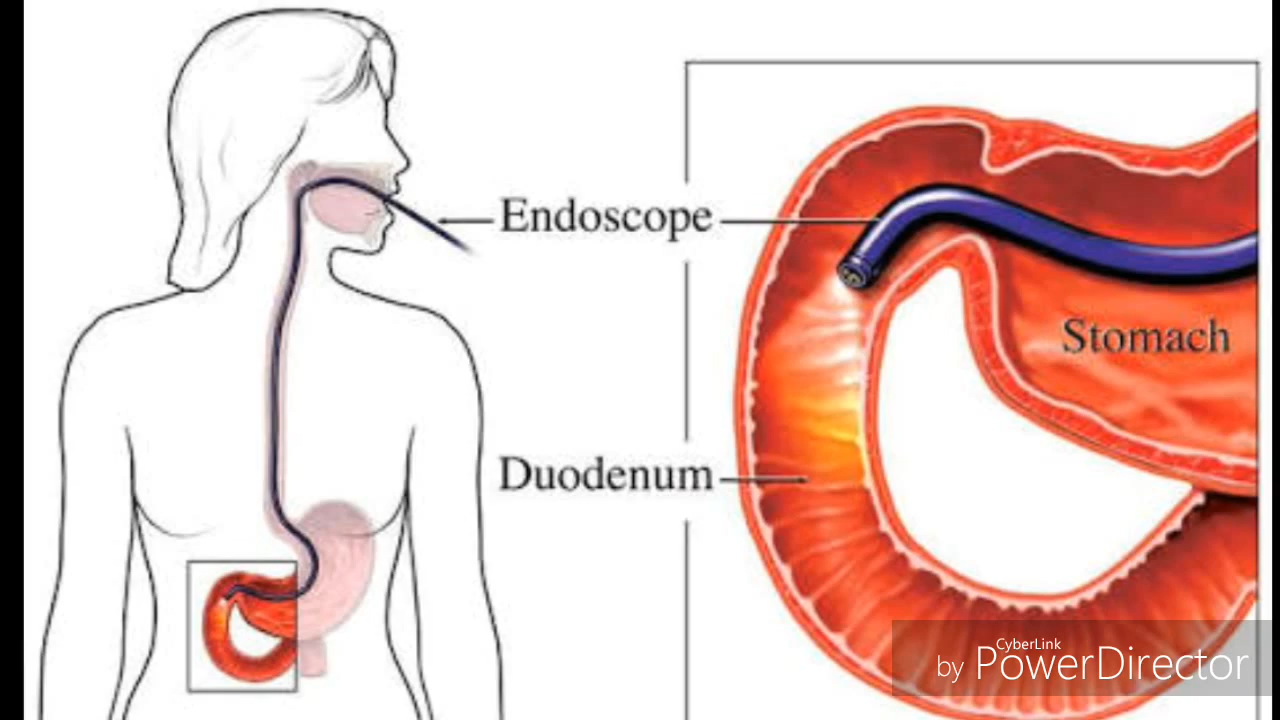 Endoscope
Stomach
Duodenum
CyberLink
by PowerDirector